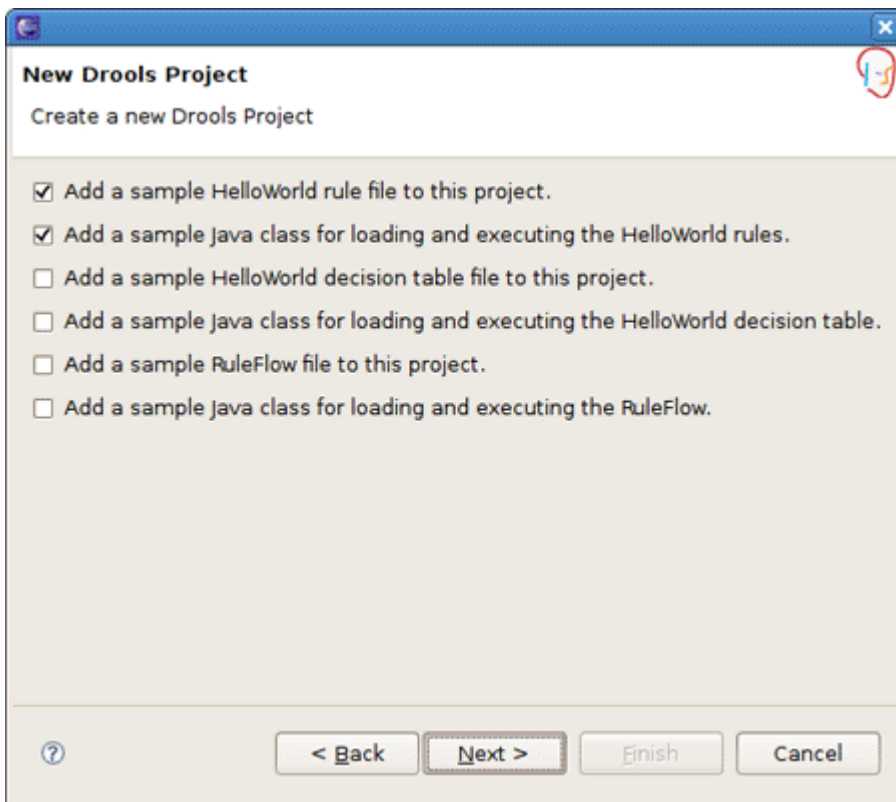 New Drools Project
Create a new Drools Project
Add a sample HelloWorld rule file to this project.
Add a sample Java class for loading and executing the HelloWorld rules.
Add a sample HelloWorld decision table file to this project.
Add a sample Java class for loading and executing the HelloWorld decision table.
Add a sample RuleFlow file to this project.
Add a sample Java class for loading and executing the RuleFlow.
? < Back Next > Finish Cancel